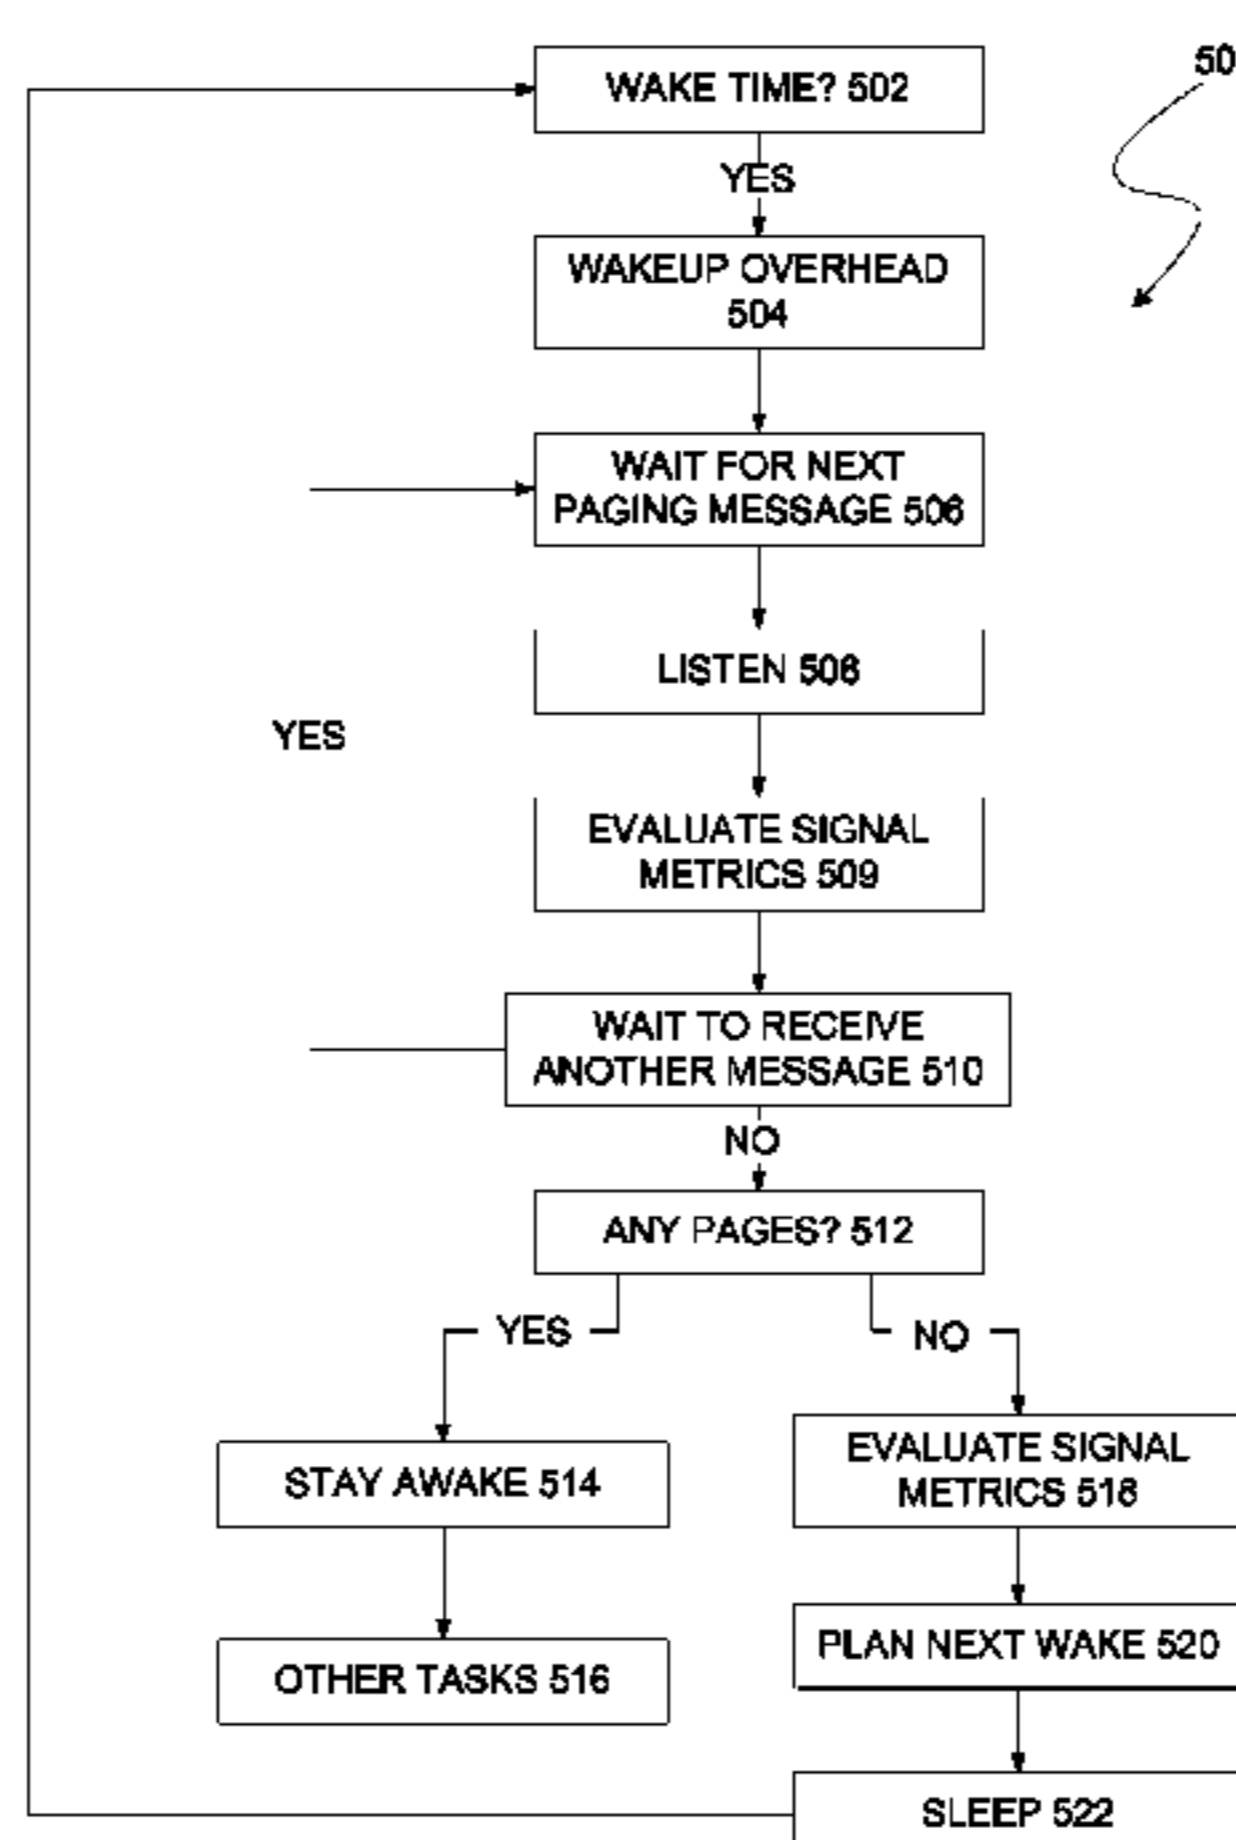 50
WAKE TIME? 502
YES
WAKEUP OVERHEAD
504
WAIT FOR NEXT
PAGING MESSAGE 506
LISTEN 508
YES
EVALUATE SIGNAL
METRICS 509
WAIT TO RECEIVE
ANOTHER MESSAGE 510
NO
ANY PAGES? 512
YES
NO
STAY AWAKE 514
EVALUATE SIGNAL
METRICS 518
OTHER TASKS 516
PLAN NEXT WAKE 520
SLEEP 522